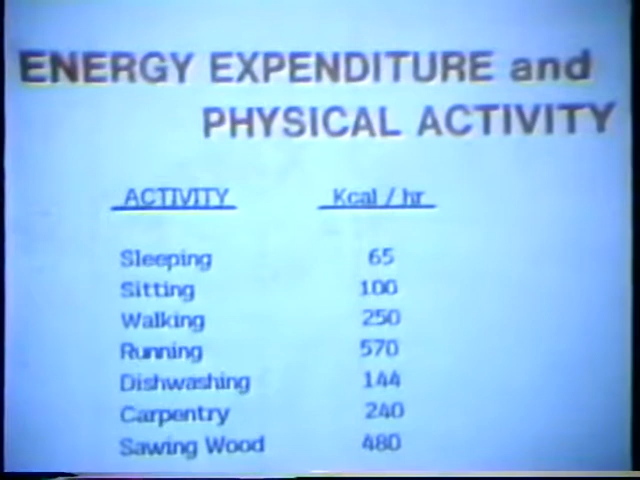 ENERGY EXPENDITURE and
PHYSICAL ACTIVITY
ACTIVITY Kcal / hr
Sleeping 65
Sitting 100
Walking 250
Running 570
Dishwashing 144
Carpentry 240
Sawing Wood 480